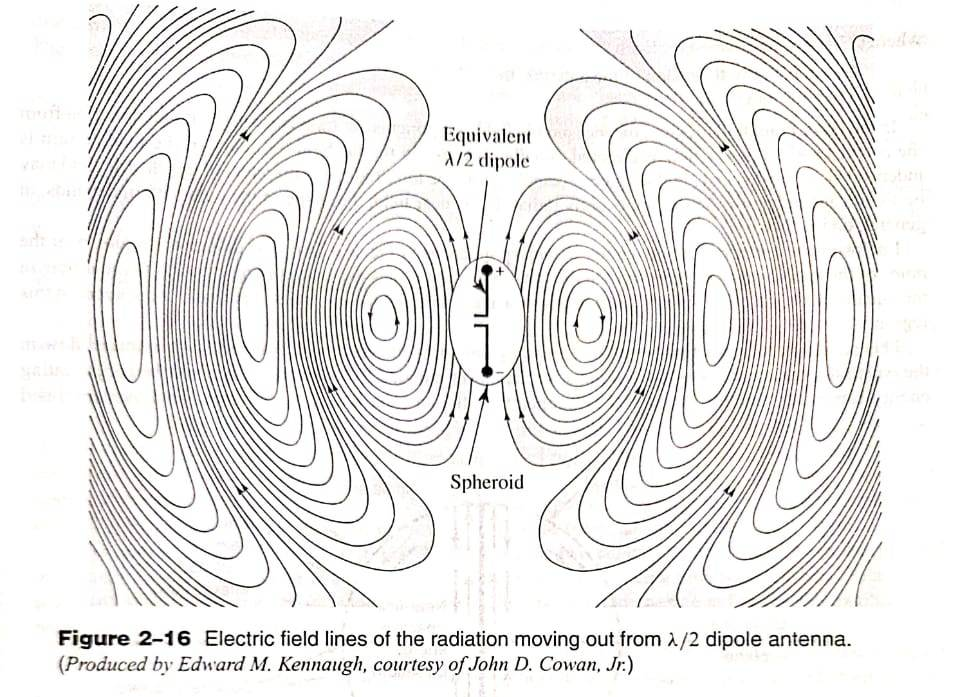 Equivalent
λ/2 dipole
+
−
Spheroid
Figure 2–16 Electric field lines of the radiation moving out from λ/2 dipole antenna.
(Produced by Edward M. Kennaugh, courtesy of John D. Cowan, Jr.)